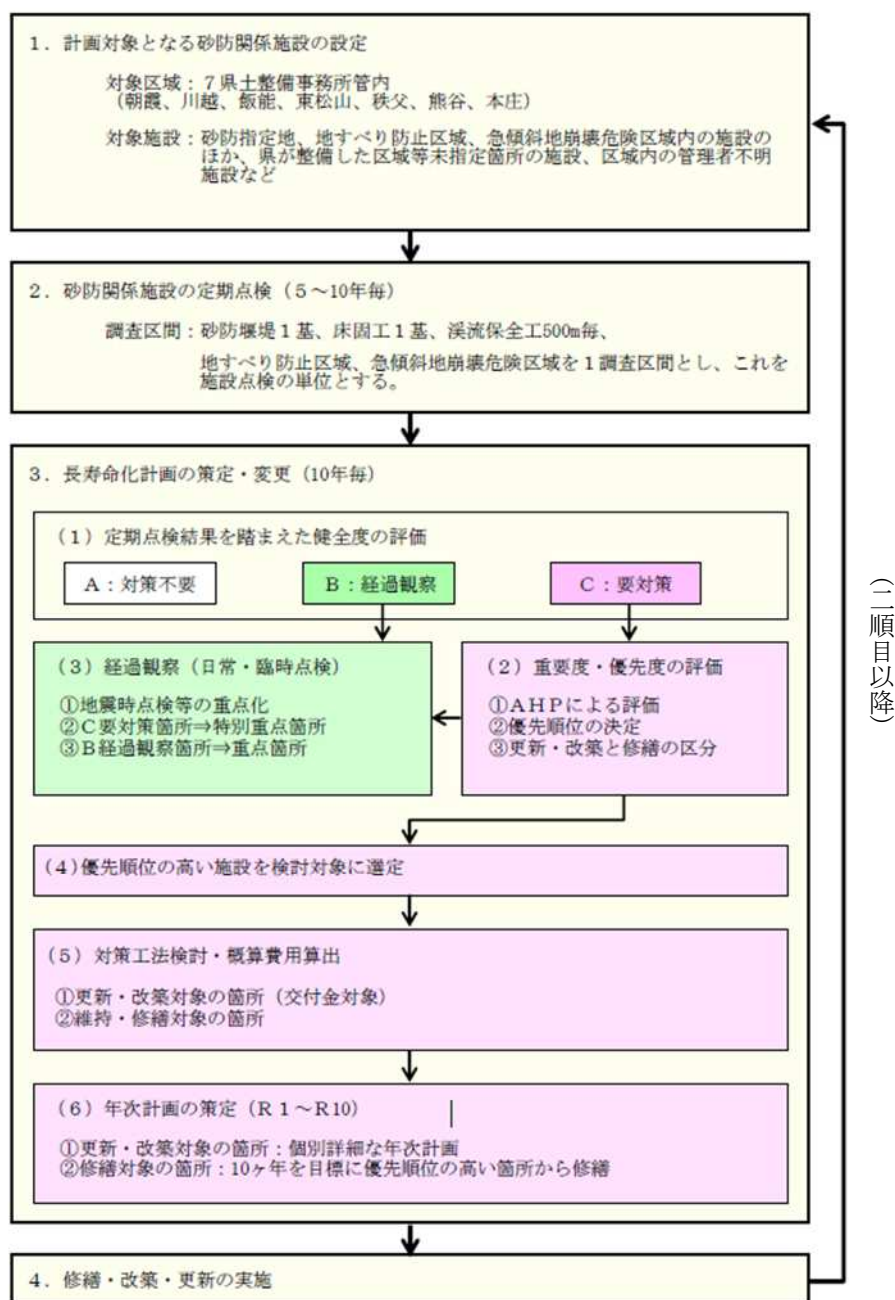 1．計画対象となる砂防関係施設の設定
対象区域：７県土整備事務所管内
（朝霞、川越、飯能、東松山、秩父、熊谷、本庄）
対象施設：砂防指定地、地すべり防止区域、急傾斜地崩壊危険区域内の施設の
ほか、県が整備した区域等未指定箇所の施設、区域内の管理者不明
施設など
2．砂防関係施設の定期点検（５～10年毎）
調査区間：砂防堰堤１基、床固工１基、渓流保全工500m毎、
地すべり防止区域、急傾斜地崩壊危険区域を１調査区間とし、これを
施設点検の単位とする。
3．長寿命化計画の策定・変更（10年毎）
（１）定期点検結果を踏まえた健全度の評価
Ａ：対策不要
Ｂ：経過観察
Ｃ：要対策
（３）経過観察（日常・臨時点検）
①地震時点検等の重点化
②Ｃ要対策箇所⇒特別重点箇所
③Ｂ経過観察箇所⇒重点箇所
（２）重要度・優先度の評価
①ＡＨＰによる評価
②優先順位の決定
③更新・改築と修繕の区分
(４)優先順位の高い施設を検討対象に選定
（５）対策工法検討・概算費用算出
①更新・改築対象の箇所（交付金対象）
②維持・修繕対象の箇所
（６）年次計画の策定（Ｒ１～Ｒ10）
①更新・改築対象の箇所：個別詳細な年次計画
②修繕対象の箇所：10ヶ年を目標に優先順位の高い箇所から修繕
4．修繕・改築・更新の実施
（二順目以降）